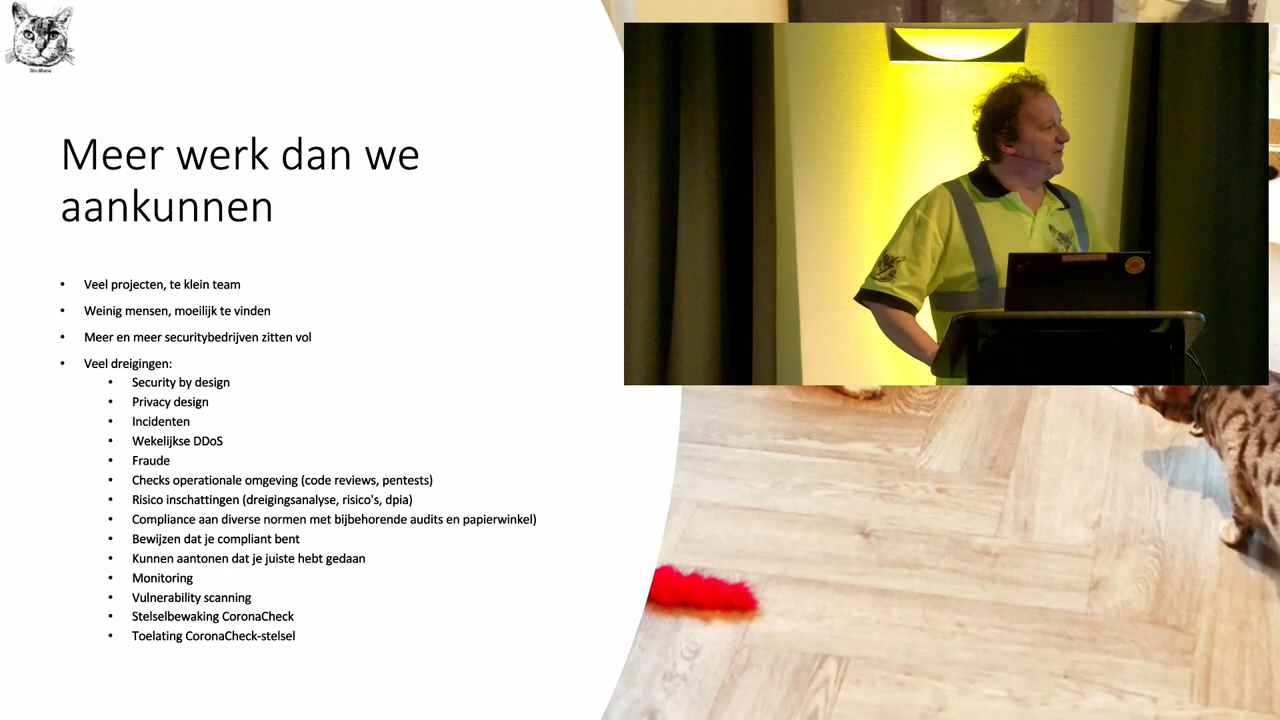 Meer werk dan we
aankunnen
• Veel projecten, te klein team
• Weinig mensen, moeilijk te vinden
• Meer en meer securitybedrijven zitten vol
• Veel dreigingen:
• Security by design
• Privacy design
• Incidenten
• Wekelijkse DDoS
• Fraude
• Checks operationale omgeving (code reviews, pentests)
• Risico inschattingen (dreigingsanalyse, risico's, dpia)
• Compliance aan diverse normen met bijbehorende audits en papierwinkel)
• Bewijzen dat je compliant bent
• Kunnen aantonen dat je juiste hebt gedaan
• Monitoring
• Vulnerability scanning
• Stelselbewaking CoronaCheck
• Toelating CoronaCheck-stelsel